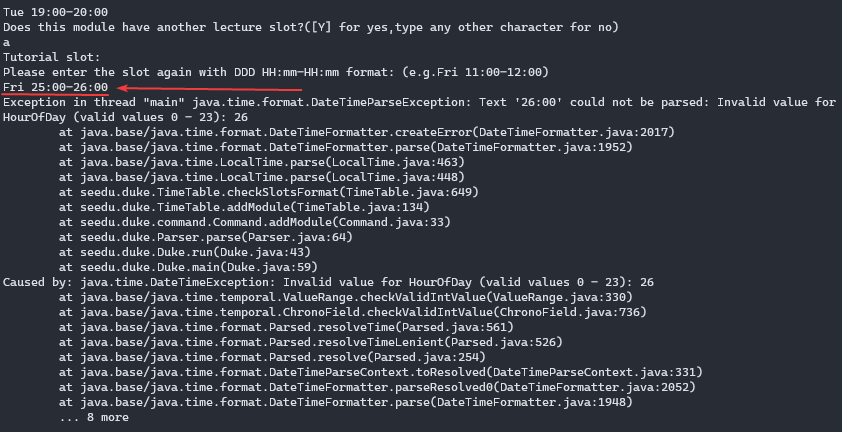 Tue 19:00-20:00
Does this module have another lecture slot?([Y] for yes,type any other character for no)
a
Tutorial slot:
Please enter the slot again with DDD HH:mm-HH:mm format: (e.g.Fri 11:00-12:00)
Fri 25:00-26:00
Exception in thread "main" java.time.format.DateTimeParseException: Text '26:00' could not be parsed: Invalid value for
HourOfDay (valid values 0 - 23): 26
at java.base/java.time.format.DateTimeFormatter.createError(DateTimeFormatter.java:2017)
at java.base/java.time.format.DateTimeFormatter.parse(DateTimeFormatter.java:1952)
at java.base/java.time.LocalTime.parse(LocalTime.java:463)
at java.base/java.time.LocalTime.parse(LocalTime.java:448)
at seedu.duke.TimeTable.checkSlotsFormat(TimeTable.java:649)
at seedu.duke.TimeTable.addModule(TimeTable.java:134)
at seedu.duke.command.Command.addModule(Command.java:33)
at seedu.duke.Parser.parse(Parser.java:64)
at seedu.duke.Duke.run(Duke.java:43)
at seedu.duke.Duke.main(Duke.java:59)
Caused by: java.time.DateTimeException: Invalid value for HourOfDay (valid values 0 - 23): 26
at java.base/java.time.temporal.ValueRange.checkValidIntValue(ValueRange.java:330)
at java.base/java.time.temporal.ChronoField.checkValidIntValue(ChronoField.java:736)
at java.base/java.time.format.Parsed.resolveTime(Parsed.java:561)
at java.base/java.time.format.Parsed.resolveTimeLenient(Parsed.java:526)
at java.base/java.time.format.Parsed.resolve(Parsed.java:254)
at java.base/java.time.format.DateTimeParseContext.toResolved(DateTimeParseContext.java:331)
at java.base/java.time.format.DateTimeFormatter.parseResolved0(DateTimeFormatter.java:2052)
at java.base/java.time.format.DateTimeFormatter.parse(DateTimeFormatter.java:1948)
... 8 more